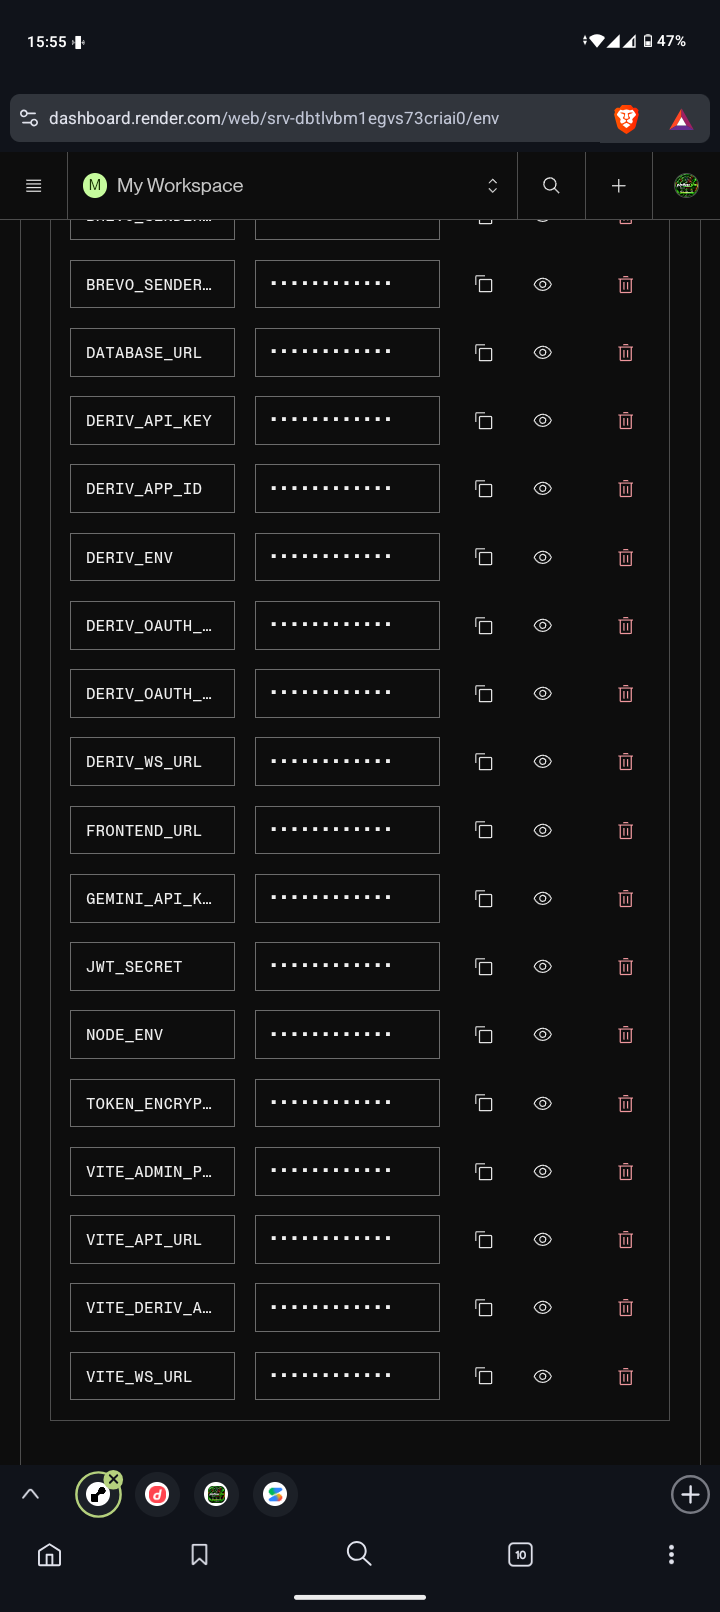 15:55
47%
dashboard.render.com/web/srv-dbtlvbm1egvs73criai0/env
M My Workspace
BREVO_SENDER…
BREVO_SENDER…
DATABASE_URL
DERIV_API_KEY
DERIV_APP_ID
DERIV_ENV
DERIV_OAUTH_…
DERIV_OAUTH_…
DERIV_WS_URL
FRONTEND_URL
GEMINI_API_K…
JWT_SECRET
NODE_ENV
TOKEN_ENCRYP…
VITE_ADMIN_P…
VITE_API_URL
VITE_DERIV_A…
VITE_WS_URL
10